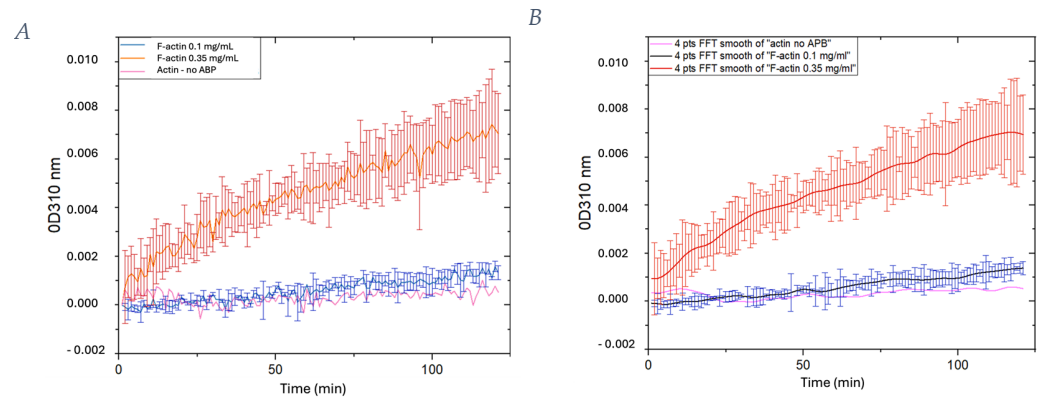 A
F-actin 0.1 mg/mL
F-actin 0.35 mg/mL
Actin - no ABP
0.010
0.008
0.006
0.004
0.002
0.000
- 0.002
0D310 nm
0
50
100
Time (min)
B
4 pts FFT smooth of "actin no APB"
4 pts FFT smooth of "F-actin 0.1 mg/ml"
4 pts FFT smooth of "F-actin 0.35 mg/ml"
0.010
0.008
0.006
0.004
0.002
0.000
- 0.002
0D310 nm
0
50
100
Time (min)